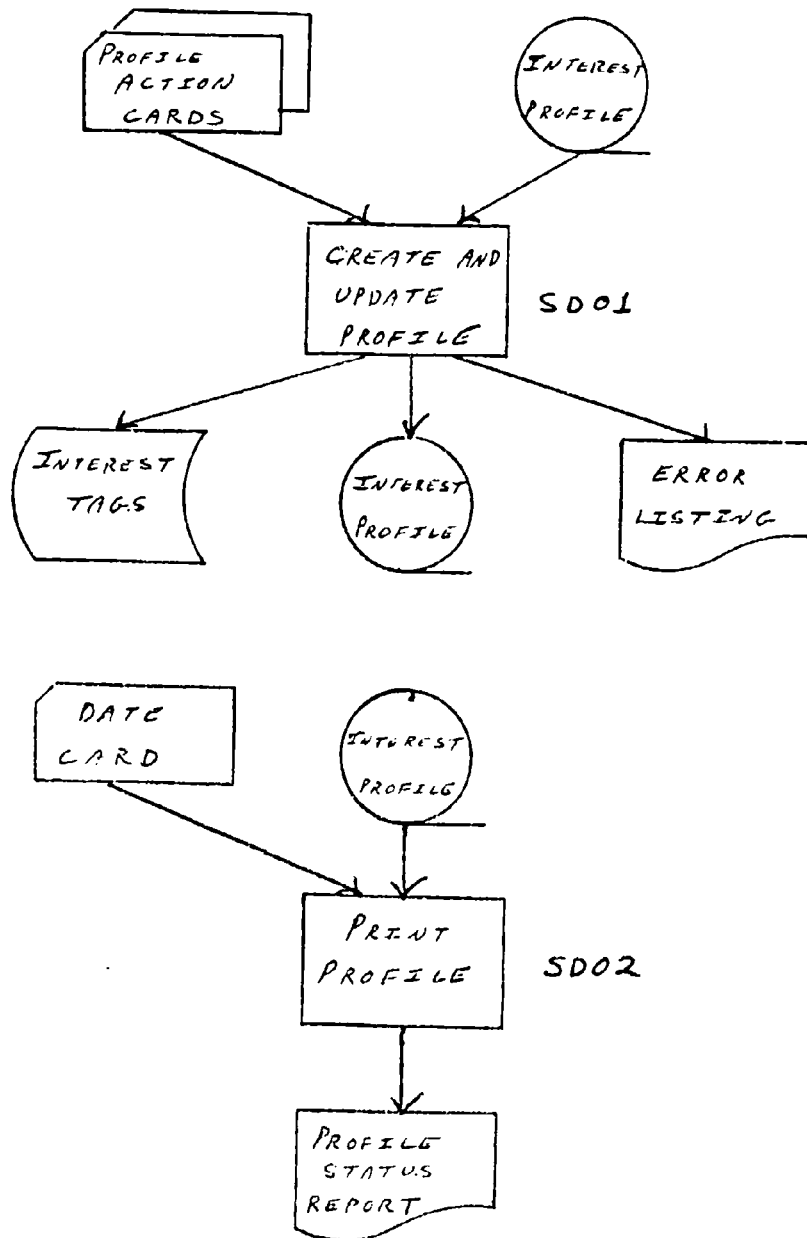 PROFILE
ACTION
CARDS
INTEREST
PROFILE
CREATE AND
UPDATE
PROFILE
SD01
INTEREST
TAGS
INTEREST
PROFILE
ERROR
LISTING
DATE
CARD
INTEREST
PROFILE
PRINT
PROFILE
SD02
PROFILE
STATUS
REPORT